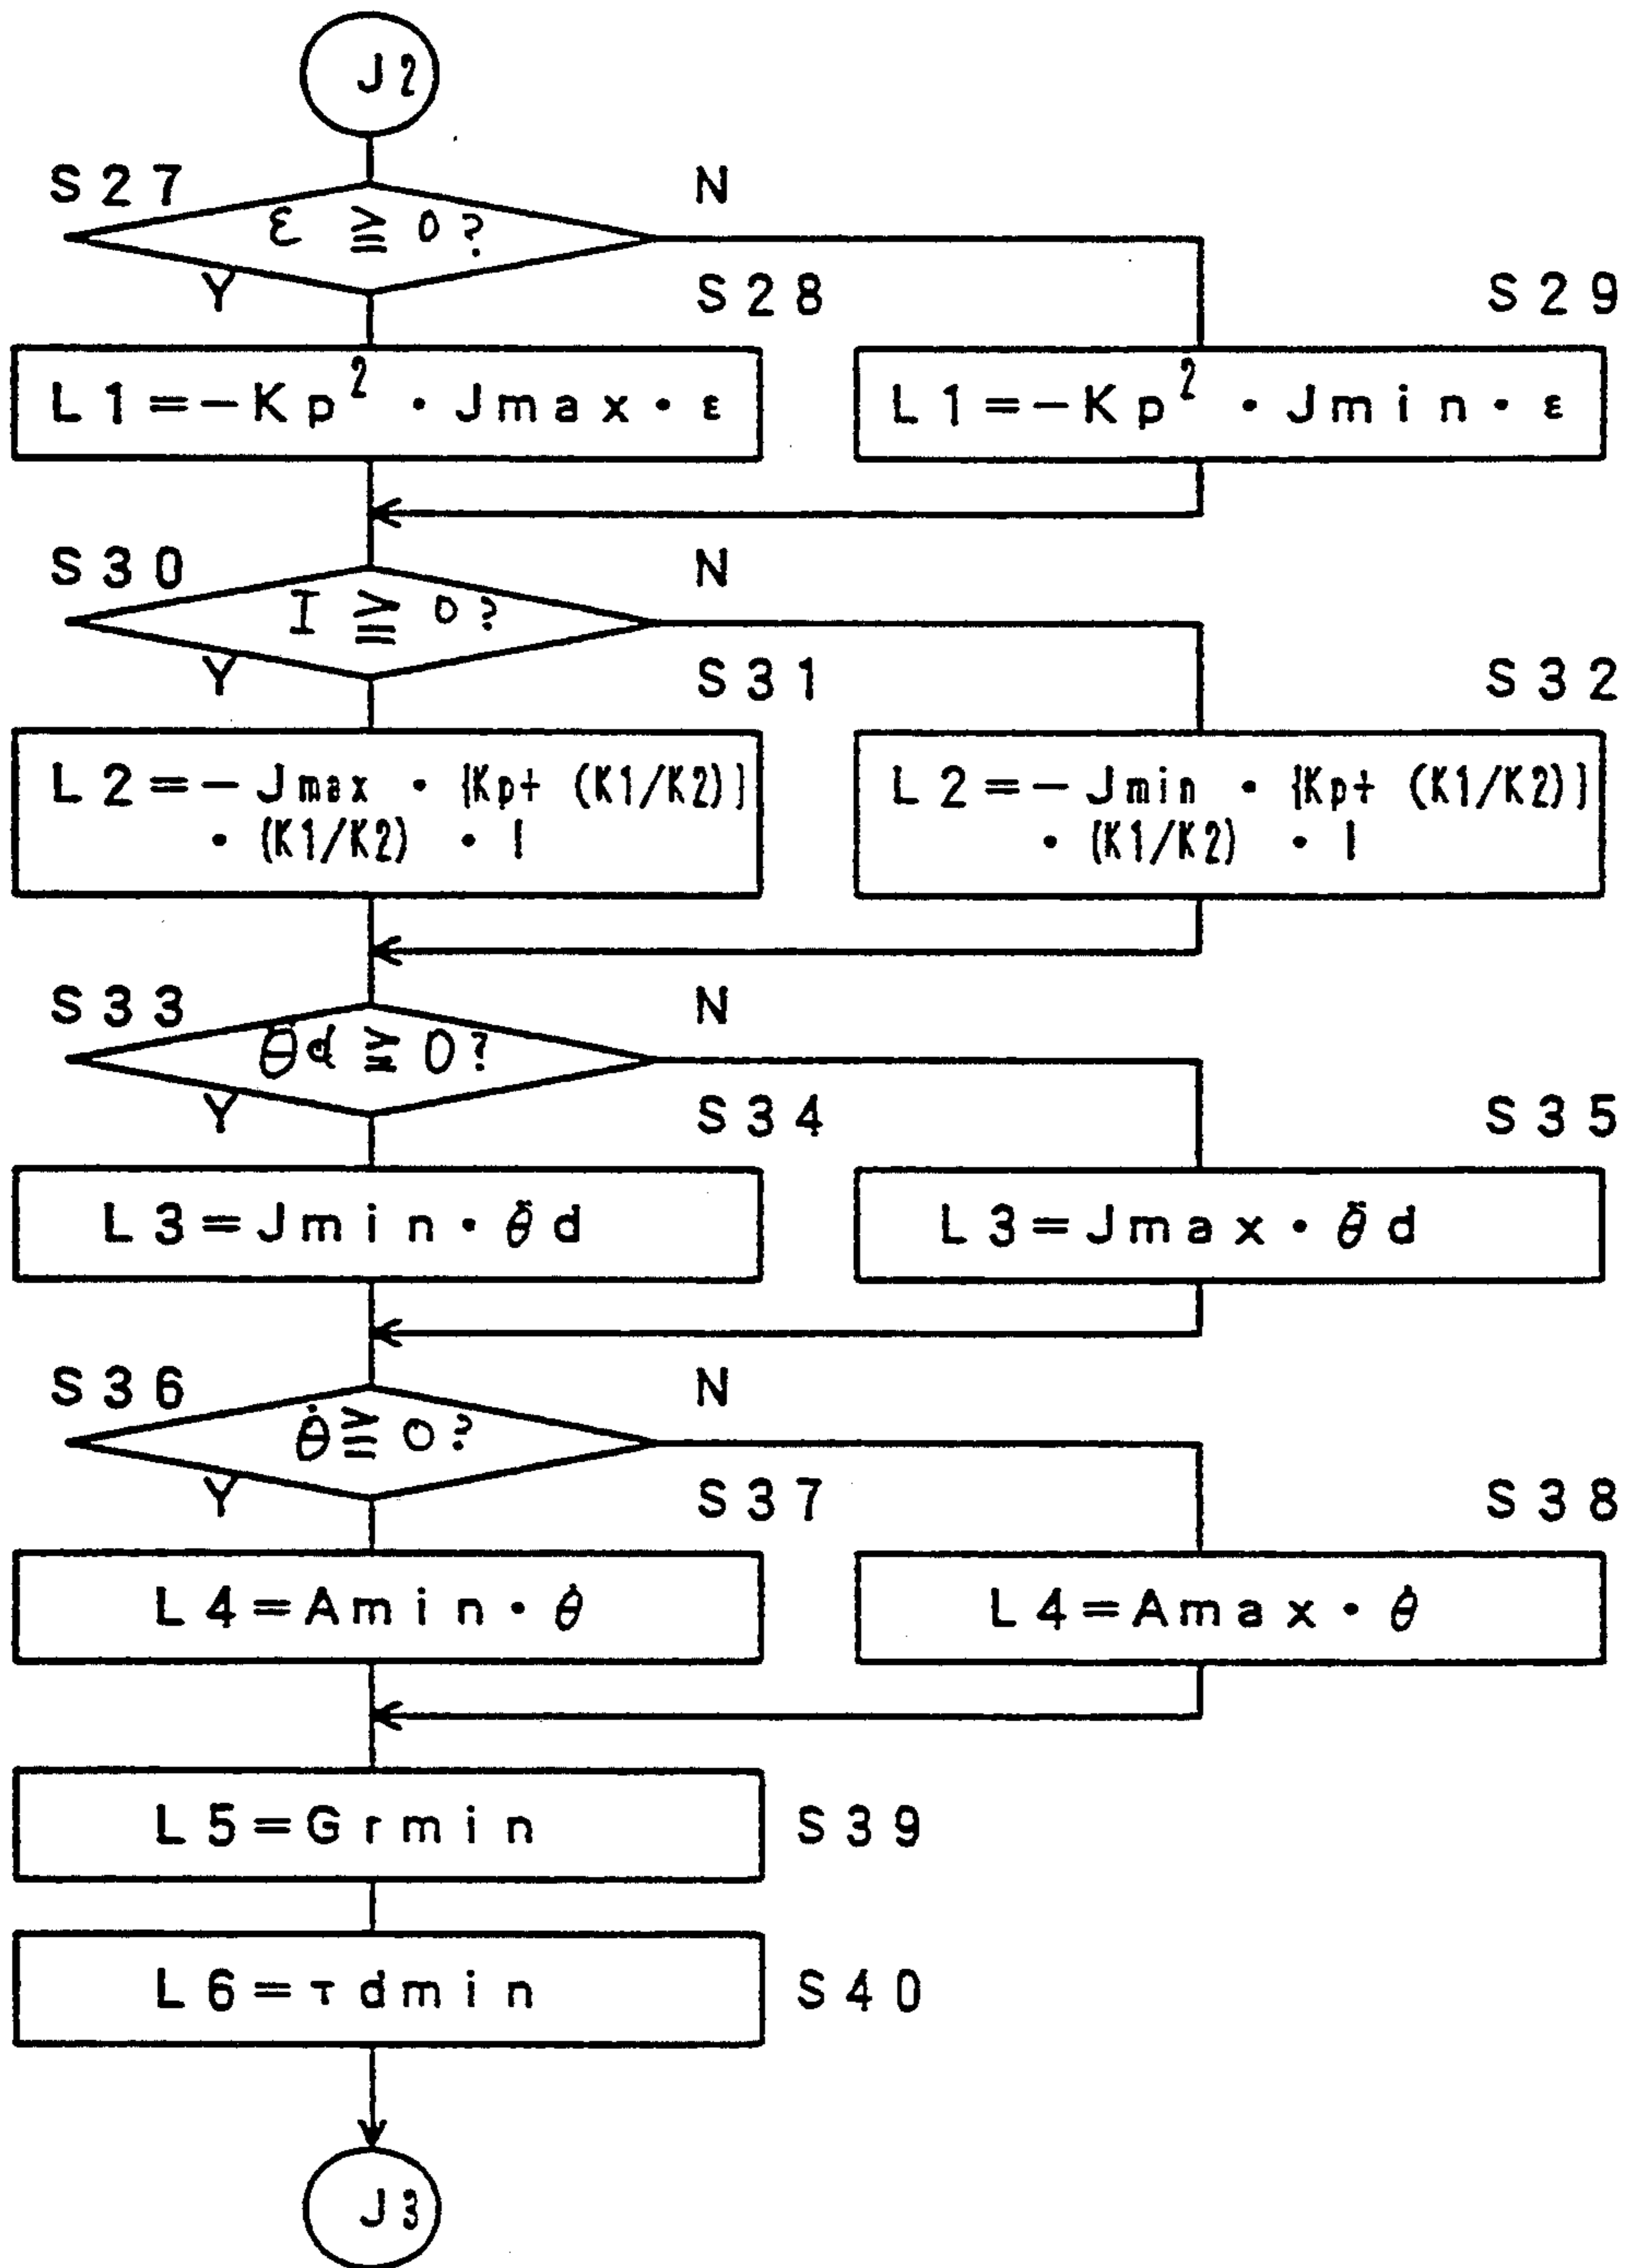 J2
S27
N
ε ≧ 0?
Y
S28
S29
L1=-Kp²・Jmax・ε
L1=-Kp²・Jmin・ε
S30
N
I ≧ 0?
Y
S31
S32
L2=-Jmax・{Kp+(K1/K2)}
・(K1/K2)・I
L2=-Jmin・{Kp+(K1/K2)}
・(K1/K2)・I
S33
N
θ̈d ≧ 0?
Y
S34
S35
L3=Jmin・θ̈d
L3=Jmax・θ̈d
S36
N
θ̇ ≧ 0?
Y
S37
S38
L4=Amin・θ̇
L4=Amax・θ̇
L5=Grmin
S39
L6=τdmin
S40
J3